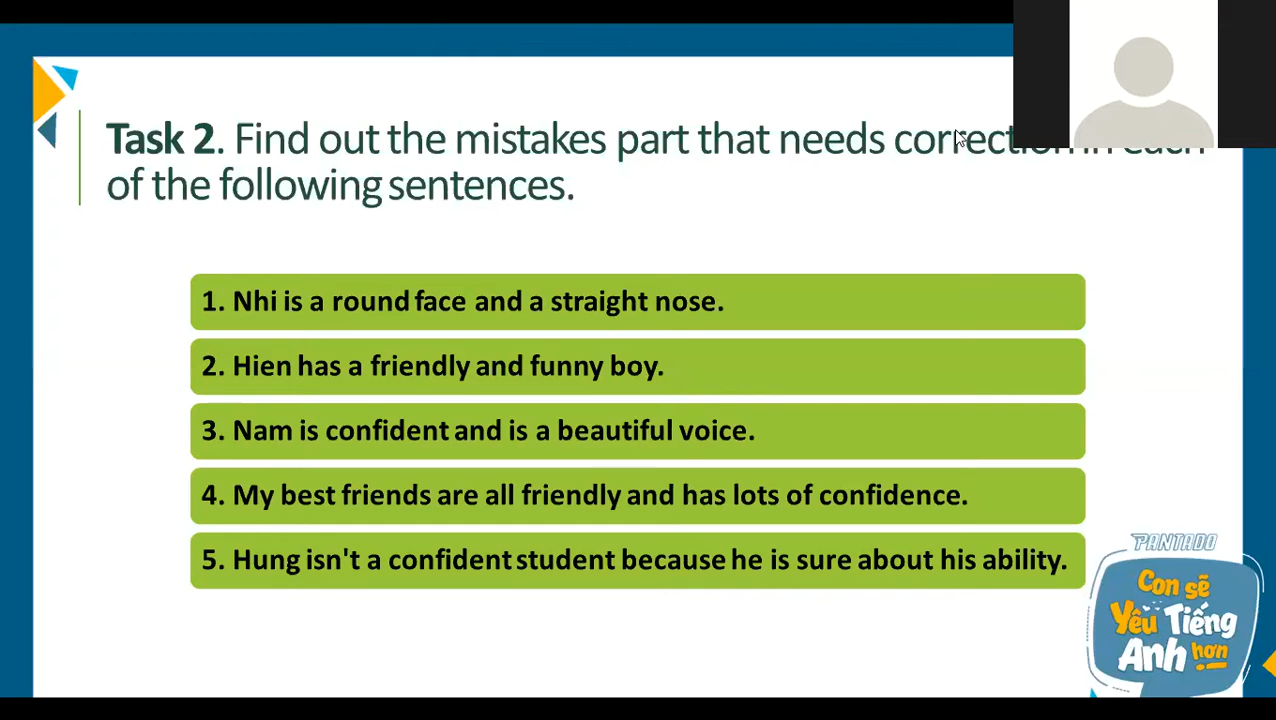 Task 2. Find out the mistakes part that needs correction in each
of the following sentences.
1. Nhi is a round face and a straight nose.
2. Hien has a friendly and funny boy.
3. Nam is confident and is a beautiful voice.
4. My best friends are all friendly and has lots of confidence.
5. Hung isn't a confident student because he is sure about his ability.
PANTADO
Con sẽ
Yêu Tiếng
Anh hơn